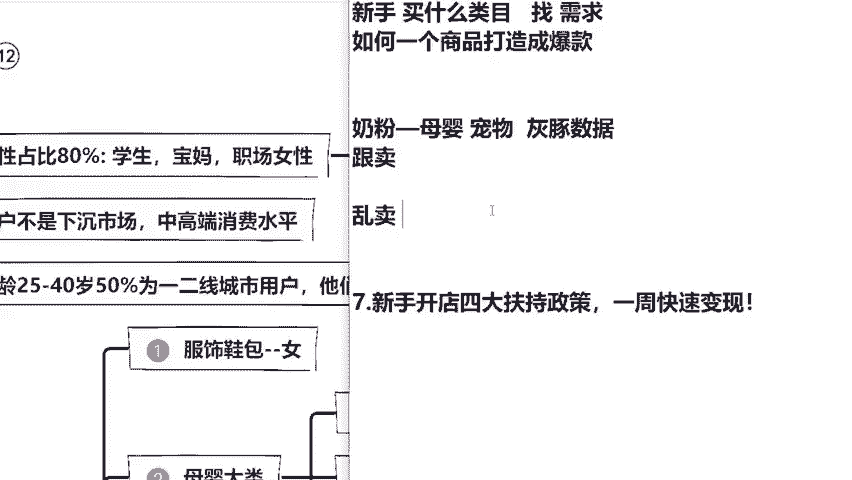 12
性占比80%: 学生，宝妈，职场女性
户不是下沉市场，中高端消费水平
龄25-40岁50%为一二线城市用户，他们
1 服饰鞋包--女
2 母婴大类
新手 买什么类目 找 需求
如何一个商品打造成爆款
奶粉—母婴 宠物 灰豚数据
跟卖
乱卖
7.新手开店四大扶持政策，一周快速变现！